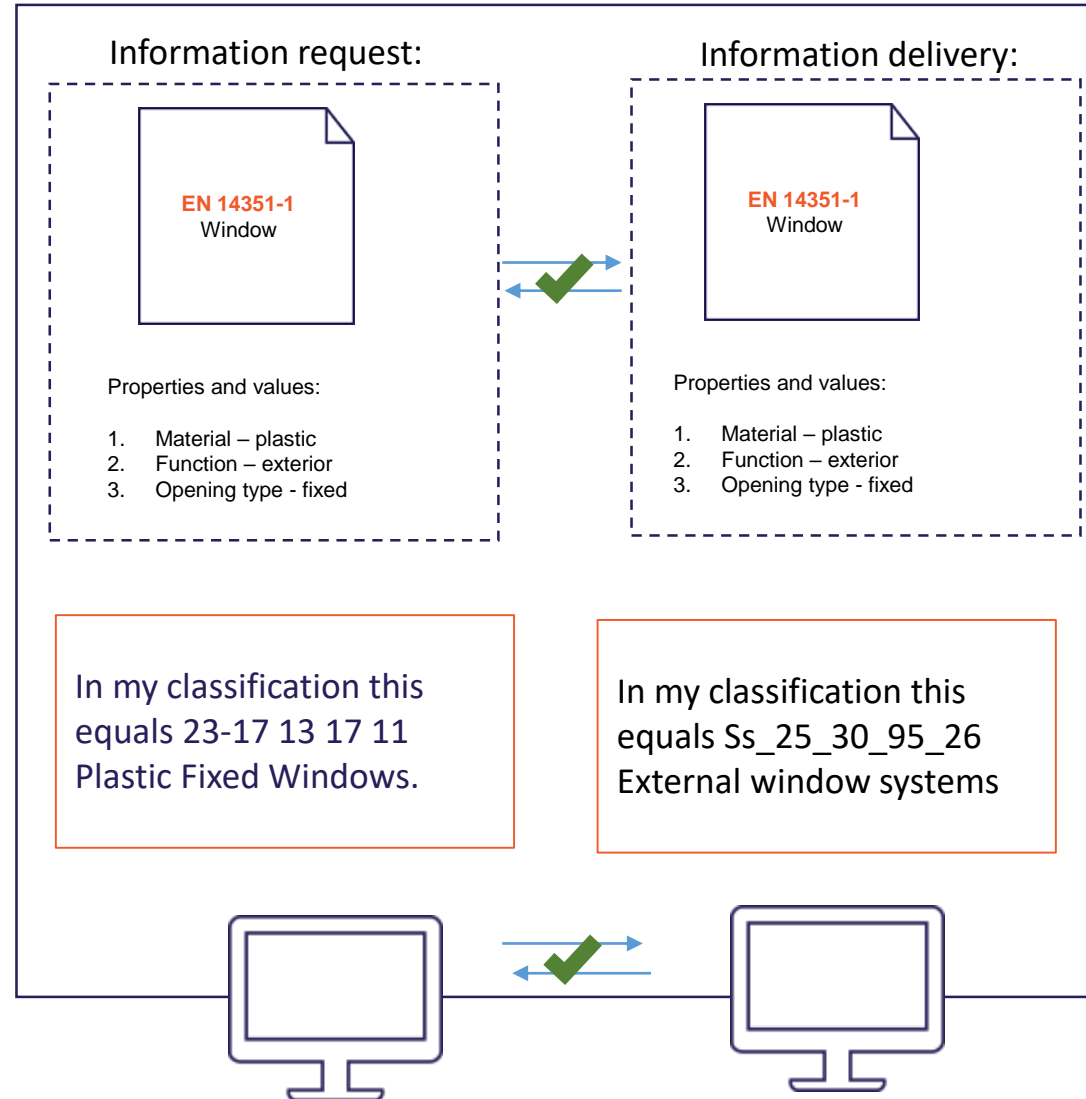 Information request:
EN 14351-1
Window
Properties and values:
1. Material – plastic
2. Function – exterior
3. Opening type - fixed
Information delivery:
EN 14351-1
Window
Properties and values:
1. Material – plastic
2. Function – exterior
3. Opening type - fixed
In my classification this
equals 23-17 13 17 11
Plastic Fixed Windows.
In my classification this
equals Ss_25_30_95_26
External window systems